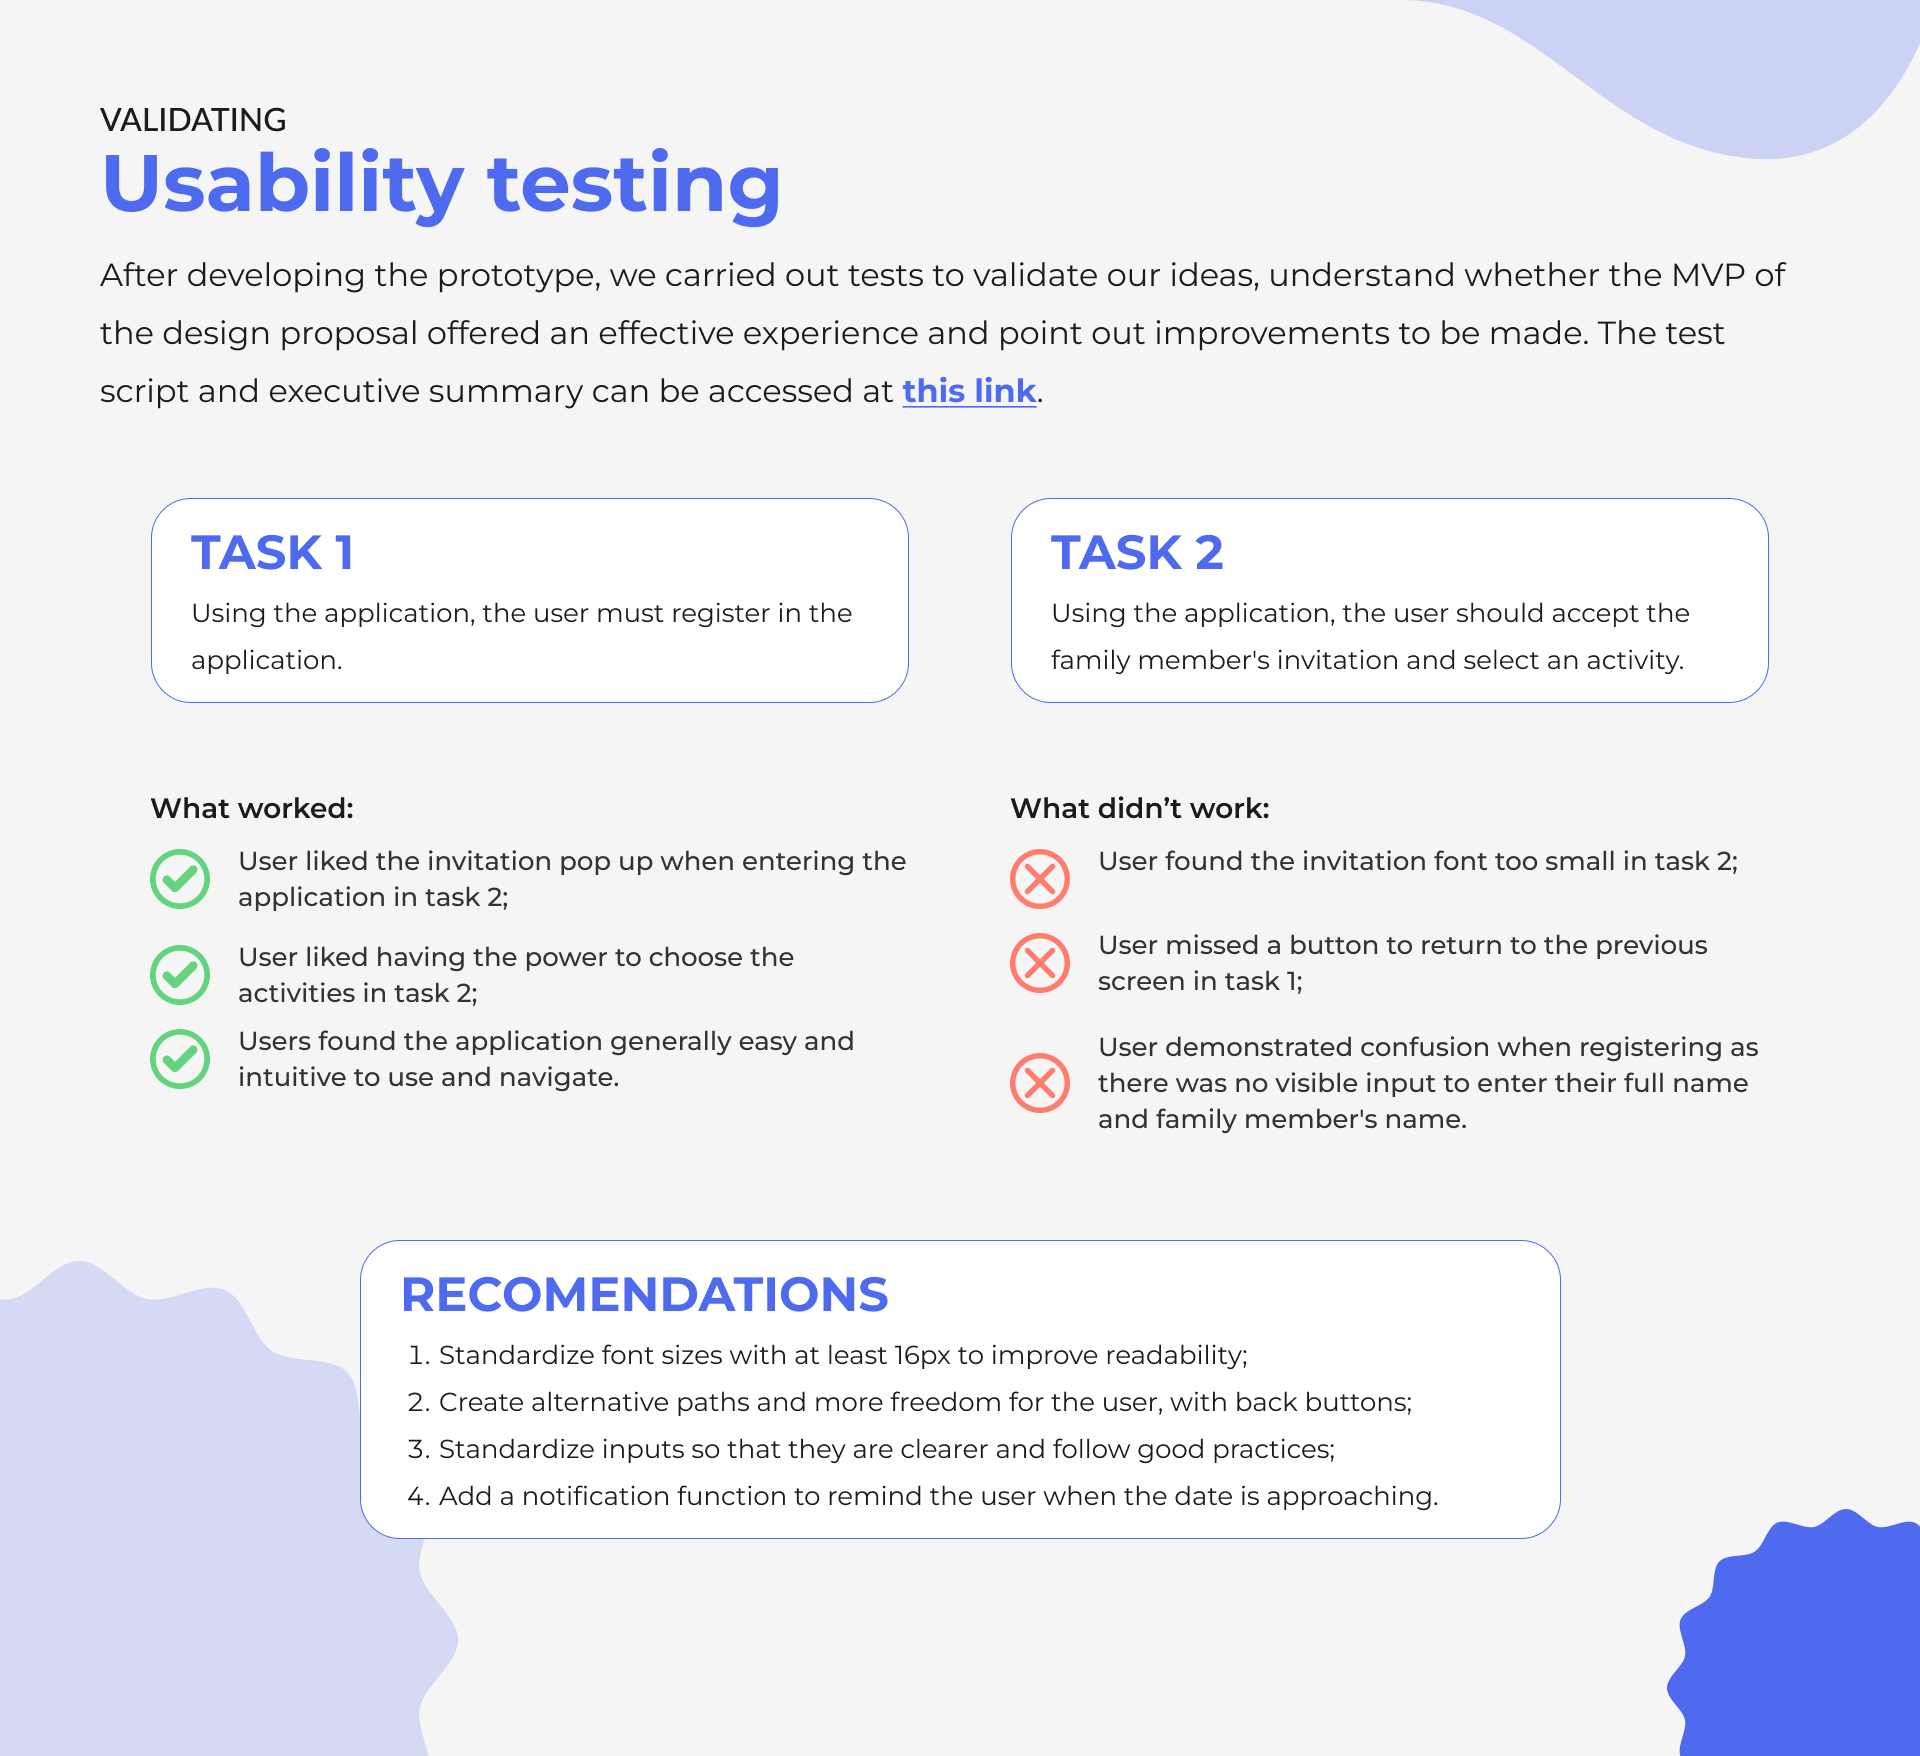 VALIDATING
Usability testing
After developing the prototype, we carried out tests to validate our ideas, understand whether the MVP of
the design proposal offered an effective experience and point out improvements to be made. The test
script and executive summary can be accessed at this link.
TASK 1
Using the application, the user must register in the
application.
TASK 2
Using the application, the user should accept the
family member's invitation and select an activity.
What worked:
User liked the invitation pop up when entering the
application in task 2;
User liked having the power to choose the
activities in task 2;
Users found the application generally easy and
intuitive to use and navigate.
What didn’t work:
User found the invitation font too small in task 2;
User missed a button to return to the previous
screen in task 1;
User demonstrated confusion when registering as
there was no visible input to enter their full name
and family member's name.
RECOMENDATIONS
1. Standardize font sizes with at least 16px to improve readability;
2. Create alternative paths and more freedom for the user, with back buttons;
3. Standardize inputs so that they are clearer and follow good practices;
4. Add a notification function to remind the user when the date is approaching.